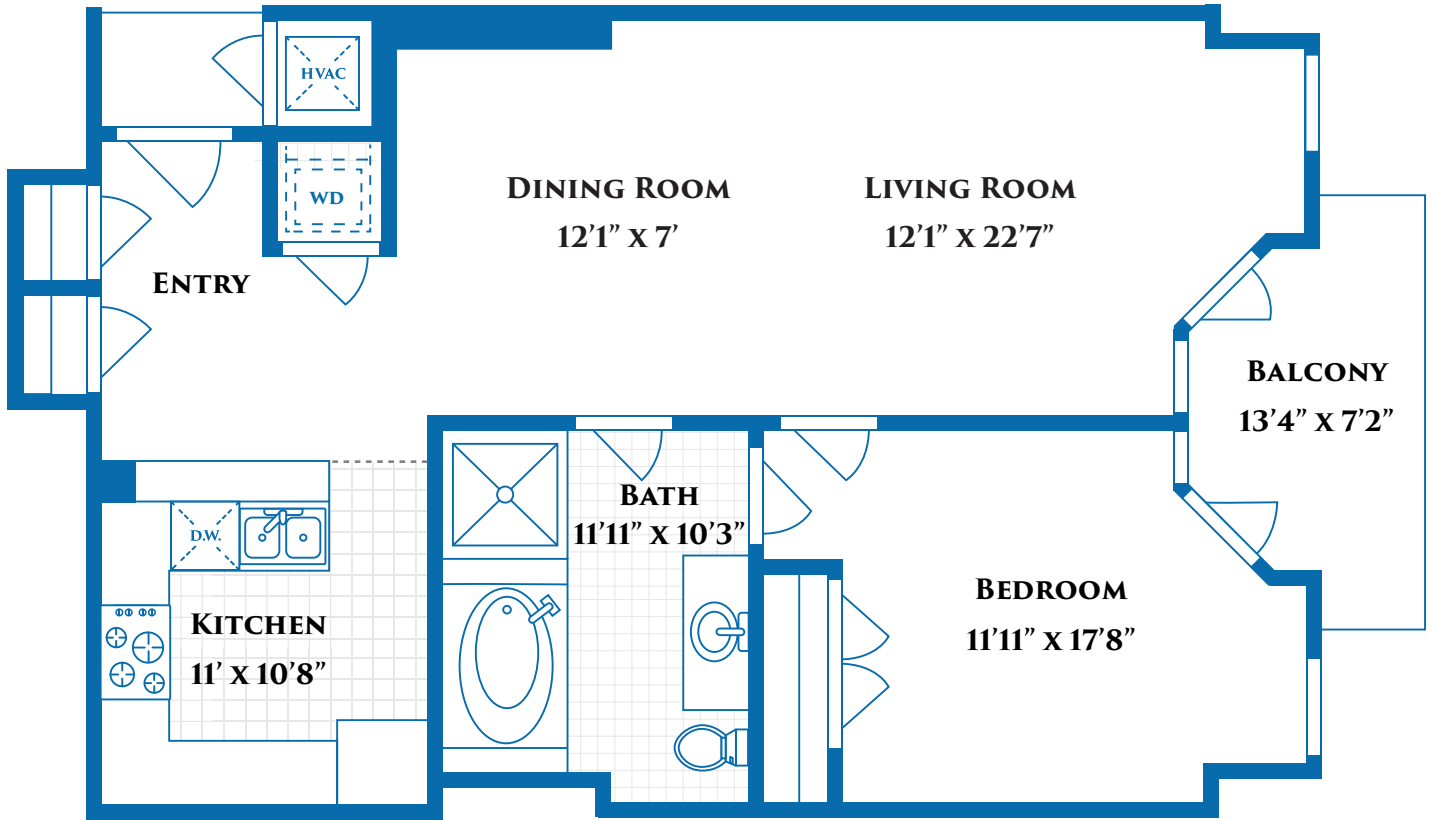 HVAC
WD
DINING ROOM
12'1" X 7'
LIVING ROOM
12'1" X 22'7"
ENTRY
BALCONY
13'4" X 7'2"
BATH
11'11" X 10'3"
D.W.
KITCHEN
11' X 10'8"
BEDROOM
11'11" X 17'8"